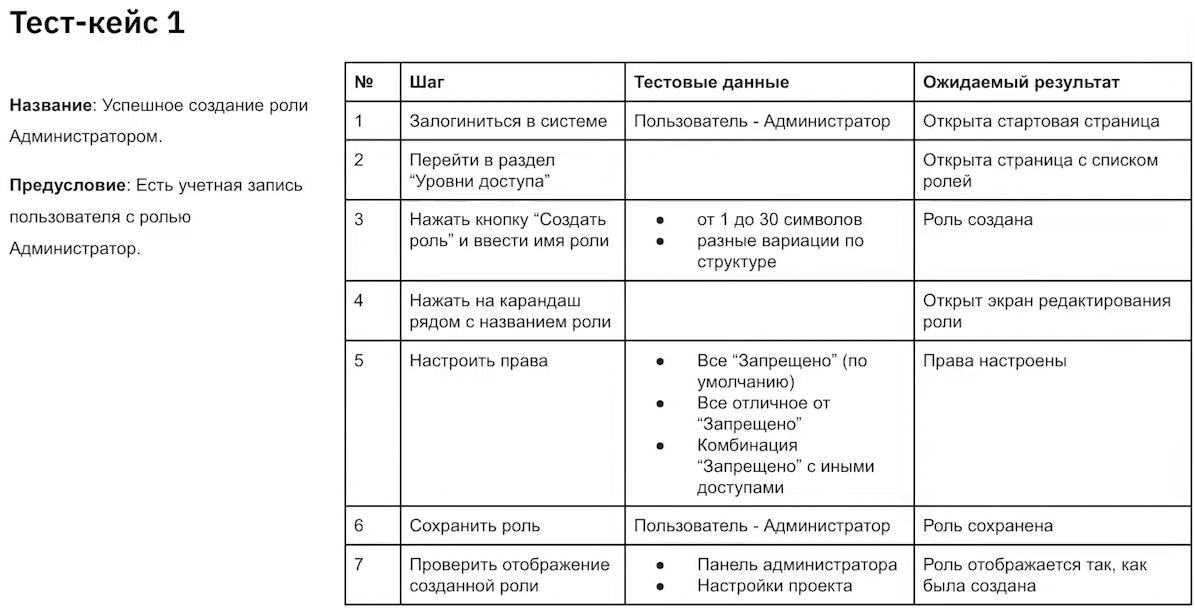 Тест-кейс 1
Название: Успешное создание роли
Администратором.
Предусловие: Есть учетная запись
пользователя с ролью
Администратор.
№ Шаг Тестовые данные Ожидаемый результат
1 Залогиниться в системе Пользователь - Администратор Открыта стартовая страница
2 Перейти в раздел Открыта страница с списком
“Уровни доступа” ролей
3 Нажать кнопку “Создать ● от 1 до 30 символов Роль создана
роль” и ввести имя роли ● разные вариации по
структуре
4 Нажать на карандаш Открыт экран редактирования
рядом с названием роли роли
5 Настроить права ● Все “Запрещено” (по Права настроены
умолчанию)
● Все отличное от
“Запрещено”
● Комбинация
“Запрещено” с иными
доступами
6 Сохранить роль Пользователь - Администратор Роль сохранена
7 Проверить отображение ● Панель администратора Роль отображается так, как
созданной роли ● Настройки проекта была создана